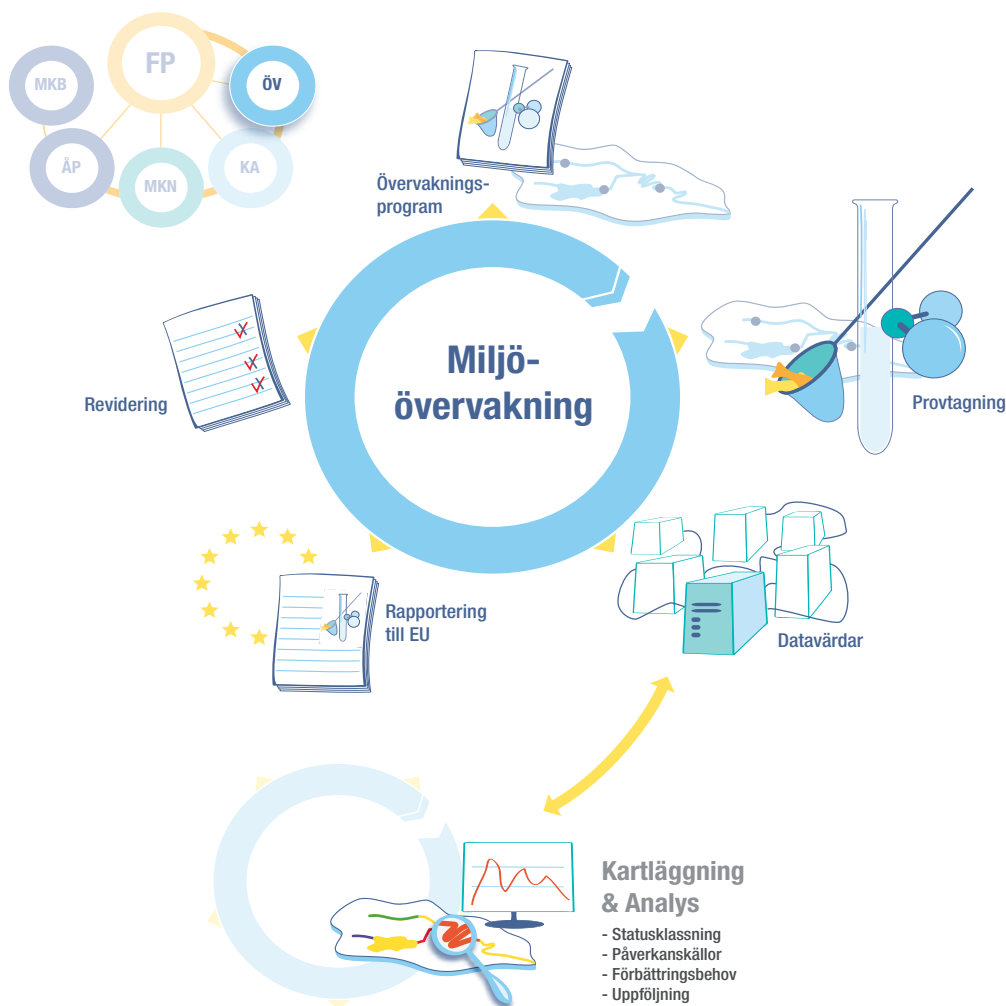 FP
MKB
ÖV
ÅP
MKN
KA
Övervaknings-
program
Miljö-
övervakning
Revidering
Provtagning
Rapportering
till EU
Datavärdar
Kartläggning
& Analys
- Statusklassning
- Påverkanskällor
- Förbättringsbehov
- Uppföljning